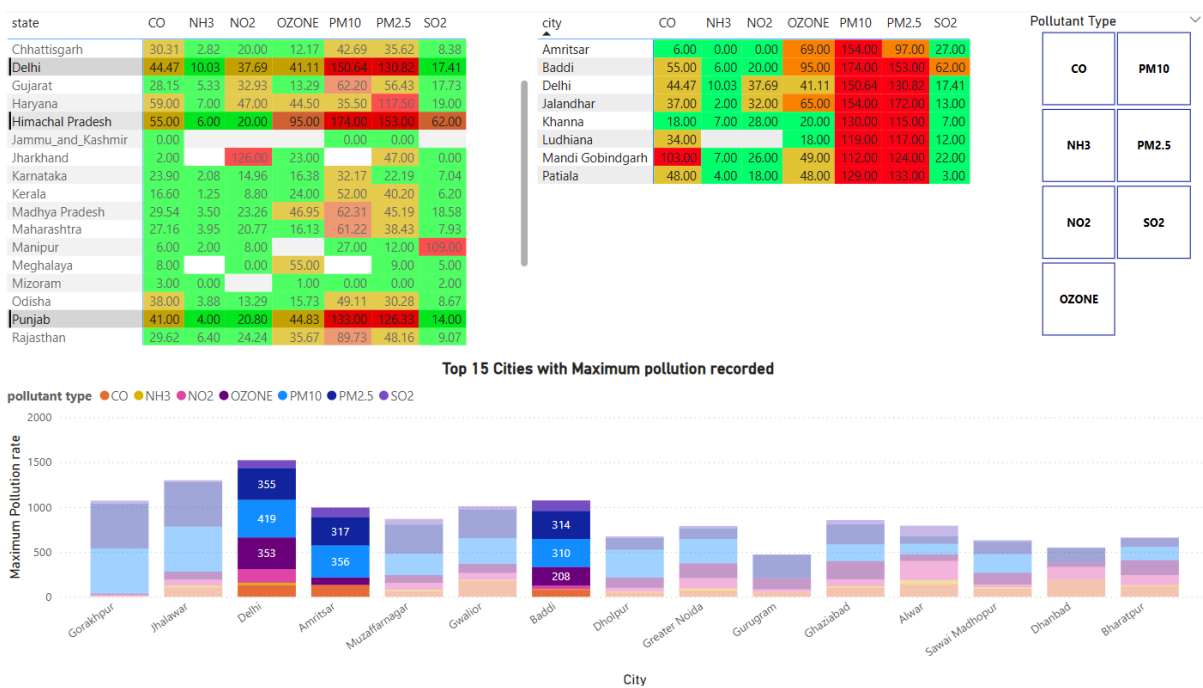 state CO NH3 NO2 OZONE PM10 PM2.5 SO2
Chhattisgarh 30.31 2.82 20.00 12.17 42.69 35.62 8.38
Delhi 44.47 10.03 37.69 41.11 150.64 130.82 17.41
Gujarat 28.15 5.33 32.93 13.29 62.20 56.43 17.73
Haryana 59.00 7.00 47.00 44.50 35.50 117.50 19.00
Himachal Pradesh 55.00 6.00 20.00 95.00 174.00 153.00 62.00
Jammu_and_Kashmir 0.00 0.00 0.00
Jharkhand 2.00 126.00 23.00 47.00 0.00
Karnataka 23.90 2.08 14.96 16.38 32.17 22.19 7.04
Kerala 16.60 1.25 8.80 24.00 52.00 40.20 6.20
Madhya Pradesh 29.54 3.50 23.26 46.95 62.31 45.19 18.58
Maharashtra 27.16 3.95 20.77 16.13 61.22 38.43 7.93
Manipur 6.00 2.00 8.00 27.00 12.00 109.00
Meghalaya 8.00 0.00 55.00 9.00 5.00
Mizoram 3.00 0.00 1.00 0.00 0.00 2.00
Odisha 38.00 3.88 13.29 15.73 49.11 30.28 8.67
Punjab 41.00 4.00 20.80 44.83 133.00 126.33 14.00
Rajasthan 29.62 6.40 24.24 35.67 89.73 48.16 9.07
city CO NH3 NO2 OZONE PM10 PM2.5 SO2
Amritsar 6.00 0.00 0.00 69.00 154.00 97.00 27.00
Baddi 55.00 6.00 20.00 95.00 174.00 153.00 62.00
Delhi 44.47 10.03 37.69 41.11 150.64 130.82 17.41
Jalandhar 37.00 2.00 32.00 65.00 154.00 172.00 13.00
Khanna 18.00 7.00 28.00 20.00 130.00 115.00 7.00
Ludhiana 34.00 18.00 119.00 117.00 12.00
Mandi Gobindgarh 103.00 7.00 26.00 49.00 112.00 124.00 22.00
Patiala 48.00 4.00 18.00 48.00 129.00 133.00 3.00
Pollutant Type
CO PM10
NH3 PM2.5
NO2 SO2
OZONE
Top 15 Cities with Maximum pollution recorded
pollutant type CO NH3 NO2 OZONE PM10 PM2.5 SO2
Maximum Pollution rate
2000
1500
1000
500
0
355
419
353
317
356
314
310
208
Gorakhpur Jhalawar Delhi Amritsar Muzaffarnagar Gwalior Baddi Dholpur Greater Noida Gurugram Ghaziabad Alwar Sawai Madhopur Dhanbad Bharatpur
City